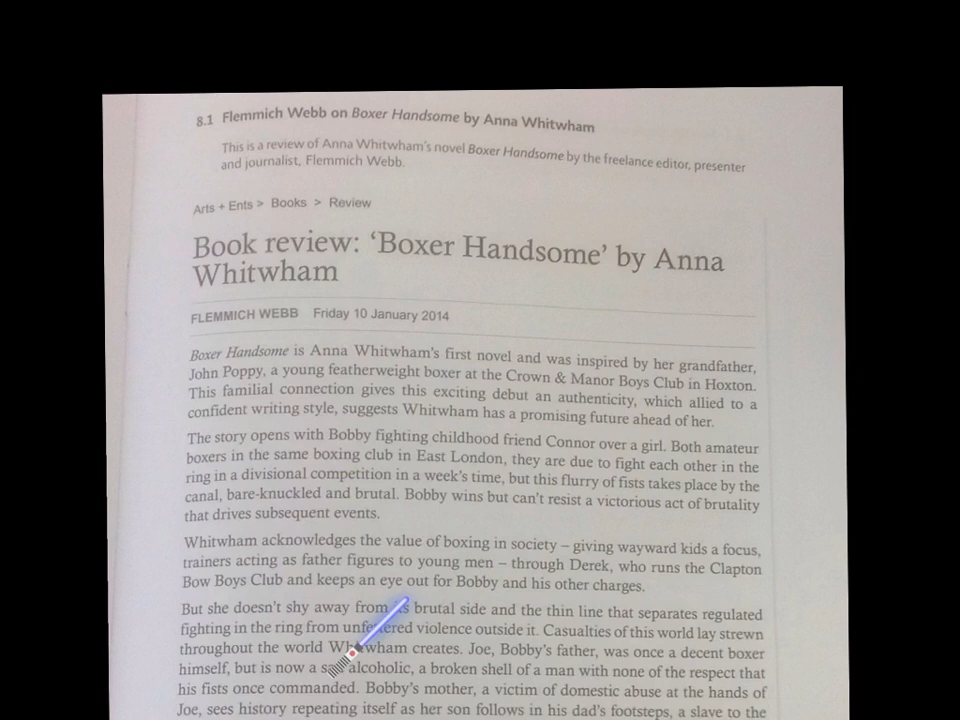 8.1 Flemmich Webb on Boxer Handsome by Anna Whitwham
This is a review of Anna Whitwham's novel Boxer Handsome by the freelance editor, presenter
and journalist, Flemmich Webb.
Arts + Ents > Books > Review
Book review: 'Boxer Handsome' by Anna
Whitwham
FLEMMICH WEBB Friday 10 January 2014
Boxer Handsome is Anna Whitwham's first novel and was inspired by her grandfather,
John Poppy, a young featherweight boxer at the Crown & Manor Boys Club in Hoxton.
This familial connection gives this exciting debut an authenticity, which allied to a
confident writing style, suggests Whitwham has a promising future ahead of her.
The story opens with Bobby fighting childhood friend Connor over a girl. Both amateur
boxers in the same boxing club in East London, they are due to fight each other in the
ring in a divisional competition in a week's time, but this flurry of fists takes place by the
canal, bare-knuckled and brutal. Bobby wins but can't resist a victorious act of brutality
that drives subsequent events.
Whitwham acknowledges the value of boxing in society – giving wayward kids a focus,
trainers acting as father figures to young men – through Derek, who runs the Clapton
Bow Boys Club and keeps an eye out for Bobby and his other charges.
But she doesn't shy away from its brutal side and the thin line that separates regulated
fighting in the ring from unfettered violence outside it. Casualties of this world lay strewn
throughout the world Whitwham creates. Joe, Bobby's father, was once a decent boxer
himself, but is now a alcoholic, a broken shell of a man with none of the respect that
his fists once commanded. Bobby's mother, a victim of domestic abuse at the hands of
Joe, sees history repeating itself as her son follows in his dad's footsteps, a slave to the